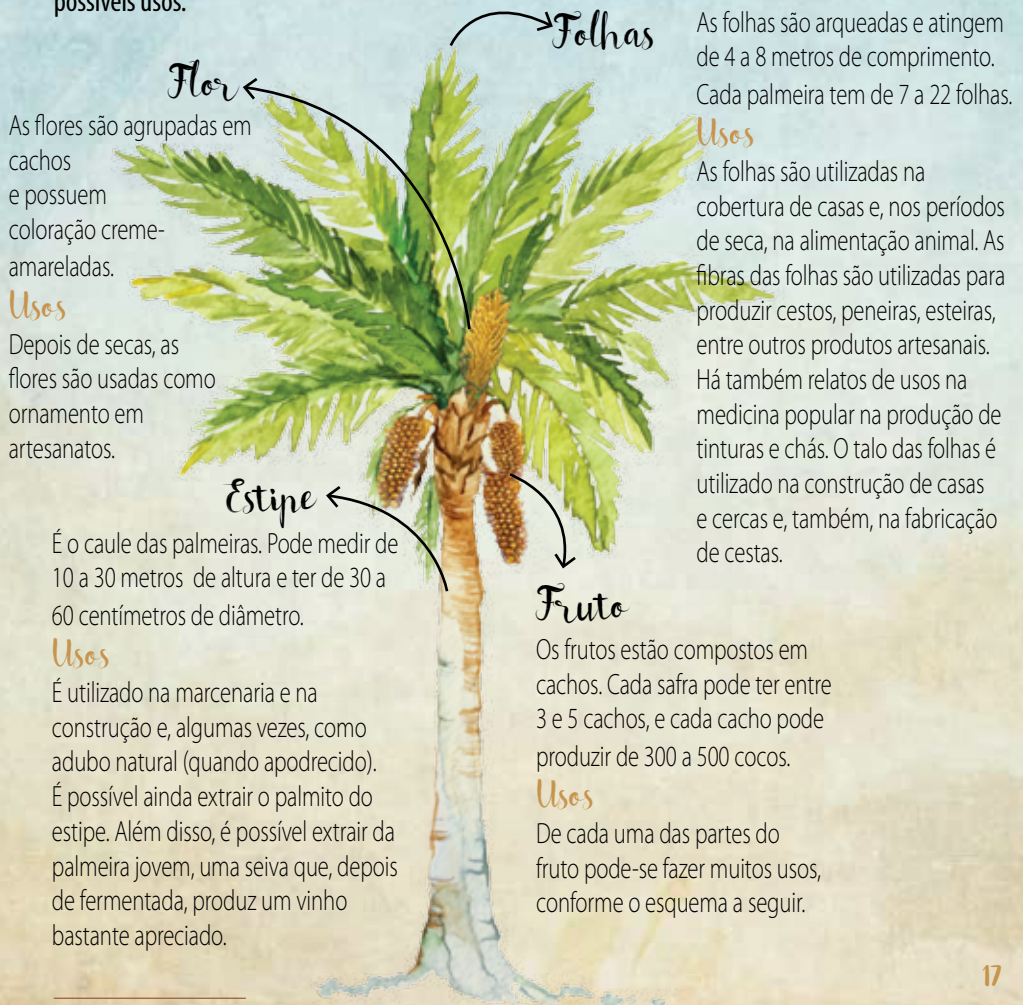 possíveis usos.
Flor
As flores são agrupadas em
cachos
e possuem
coloração creme-
amareladas.
Usos
Depois de secas, as
flores são usadas como
ornamento em
artesanatos.
Folhas
As folhas são arqueadas e atingem
de 4 a 8 metros de comprimento.
Cada palmeira tem de 7 a 22 folhas.
Usos
As folhas são utilizadas na
cobertura de casas e, nos períodos
de seca, na alimentação animal. As
fibras das folhas são utilizadas para
produzir cestos, peneiras, esteiras,
entre outros produtos artesanais.
Há também relatos de usos na
medicina popular na produção de
tinturas e chás. O talo das folhas é
utilizado na construção de casas
e cercas e, também, na fabricação
de cestas.
Estipe
É o caule das palmeiras. Pode medir de
10 a 30 metros de altura e ter de 30 a
60 centímetros de diâmetro.
Usos
É utilizado na marcenaria e na
construção e, algumas vezes, como
adubo natural (quando apodrecido).
É possível ainda extrair o palmito do
estipe. Além disso, é possível extrair da
palmeira jovem, uma seiva que, depois
de fermentada, produz um vinho
bastante apreciado.
Fruto
Os frutos estão compostos em
cachos. Cada safra pode ter entre
3 e 5 cachos, e cada cacho pode
produzir de 300 a 500 cocos.
Usos
De cada uma das partes do
fruto pode-se fazer muitos usos,
conforme o esquema a seguir.
17